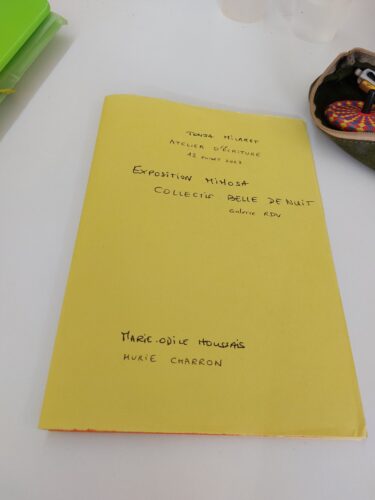 ATELIER D'ÉCRITURE
EXPOSITION MIMOSA
COLLECTIF BELLE DE NUIT
Galerie RDV
MARIE-ODILE HOUSSAIS
MURIE CHARRON